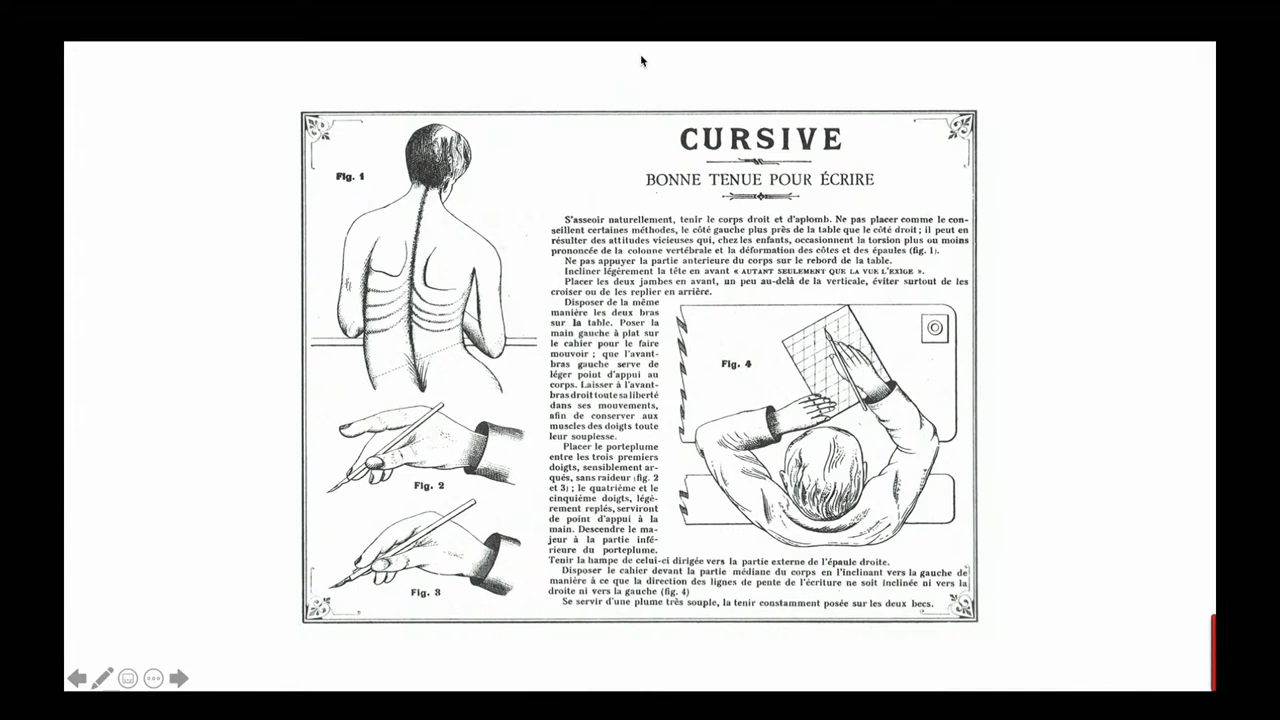 CURSIVE
BONNE TENUE POUR ÉCRIRE
Fig. 1
S'asseoir naturellement, tenir le corps droit et d'aplomb. Ne pas placer comme le con-
seillent certaines méthodes, le côté gauche plus près de la table que le côté droit ; il peut en
résulter des attitudes vicieuses qui, chez les enfants, occasionnent la torsion plus ou moins
prononcée de la colonne vertébrale et la déformation des côtes et des épaules (fig. 1).
Ne pas appuyer la partie anterieure du corps sur le rebord de la table.
Incliner légèrement la tête en avant « AUTANT SEULEMENT QUE LA VUE L'EXIGE ».
Placer les deux jambes en avant, un peu au-delà de la verticale, éviter surtout de les
croiser ou de les replier en arrière.
Disposer de la même
manière les deux bras
sur la table. Poser la
main gauche à plat sur
le cahier pour le faire
mouvoir ; que l'avant-
bras gauche serve de
léger point d'appui au
corps. Laisser à l'avant-
bras droit toute sa liberté
dans ses mouvements,
afin de conserver aux
muscles des doigts toute
leur souplesse.
Placer le porteplume
entre les trois premiers
doigts, sensiblement ar-
qués, sans raideur (fig. 2
et 3) ; le quatrième et le
cinquième doigts, légè-
rement replés, serviront
de point d'appui à la
main. Descendre le ma-
jeur à la partie infé-
rieure du porteplume.
Tenir la hampe de celui-ci dirigée vers la partie externe de l'épaule droite.
Disposer le cahier devant la partie médiane du corps en l'inclinant vers la gauche de
manière à ce que la direction des lignes de pente de l'écriture ne soit inclinée ni vers la
droite ni vers la gauche (fig. 4)
Se servir d'une plume très souple, la tenir constamment posée sur les deux becs.
Fig. 4
Fig. 2
Fig. 3